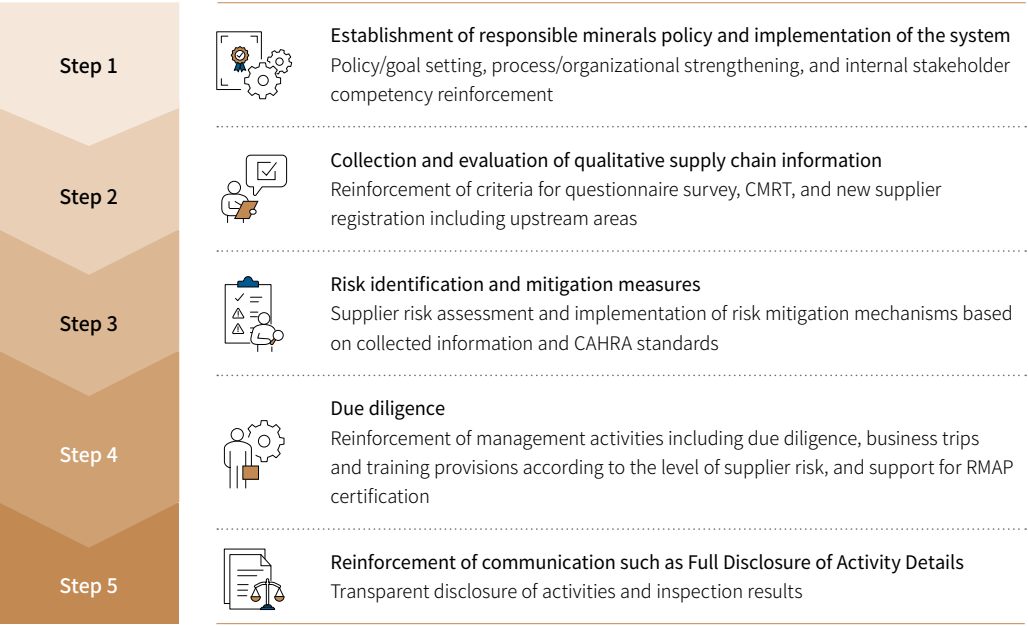 Step 1
Establishment of responsible minerals policy and implementation of the system
Policy/goal setting, process/organizational strengthening, and internal stakeholder
competency reinforcement
Step 2
Collection and evaluation of qualitative supply chain information
Reinforcement of criteria for questionnaire survey, CMRT, and new supplier
registration including upstream areas
Step 3
Risk identification and mitigation measures
Supplier risk assessment and implementation of risk mitigation mechanisms based
on collected information and CAHRA standards
Step 4
Due diligence
Reinforcement of management activities including due diligence, business trips
and training provisions according to the level of supplier risk, and support for RMAP
certification
Step 5
Reinforcement of communication such as Full Disclosure of Activity Details
Transparent disclosure of activities and inspection results